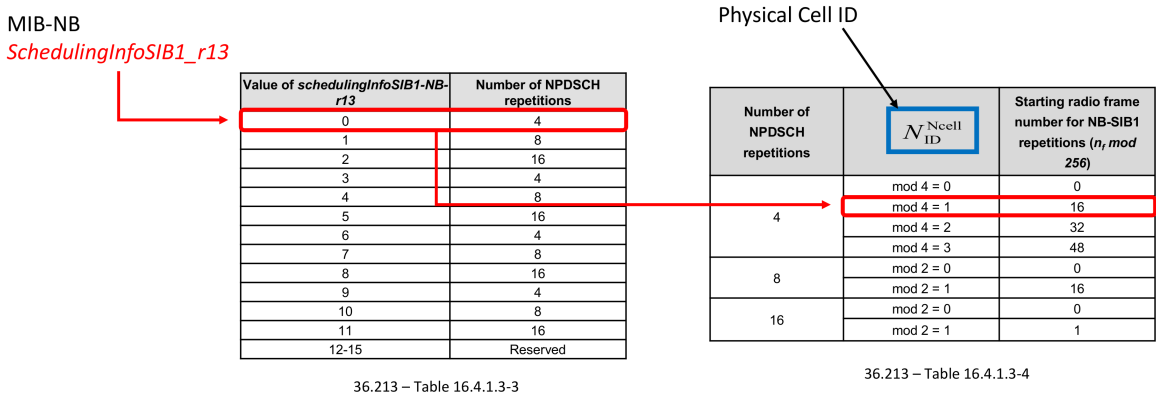 MIB-NB
SchedulingInfoSIB1_r13
Physical Cell ID
Value of schedulingInfoSIB1-NB-
r13
Number of NPDSCH
repetitions
0 4
1 8
2 16
3 4
4 8
5 16
6 4
7 8
8 16
9 4
10 8
11 16
12-15 Reserved
36.213 – Table 16.4.1.3-3
Number of
NPDSCH
repetitions
N_ID^Ncell
Starting radio frame
number for NB-SIB1
repetitions (nf mod
256)
4
mod 4 = 0 0
mod 4 = 1 16
mod 4 = 2 32
mod 4 = 3 48
8
mod 2 = 0 0
mod 2 = 1 16
16
mod 2 = 0 0
mod 2 = 1 1
36.213 – Table 16.4.1.3-4